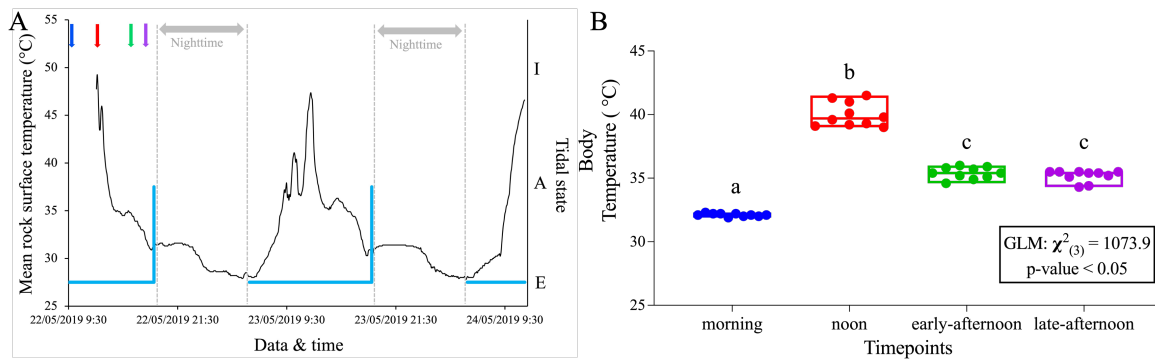 A
B
Mean rock surface temperature (°C)
55
50
45
40
35
30
25
Nighttime
Nighttime
I
A
E
Tidal state
22/05/2019 9:30
22/05/2019 21:30
23/05/2019 9:30
23/05/2019 21:30
24/05/2019 9:30
Data & time
Body
Temperature ( °C)
45
40
35
30
25
a
b
c
c
GLM: χ²₍₃₎ = 1073.9
p-value < 0.05
morning
noon
early-afternoon
late-afternoon
Timepoints